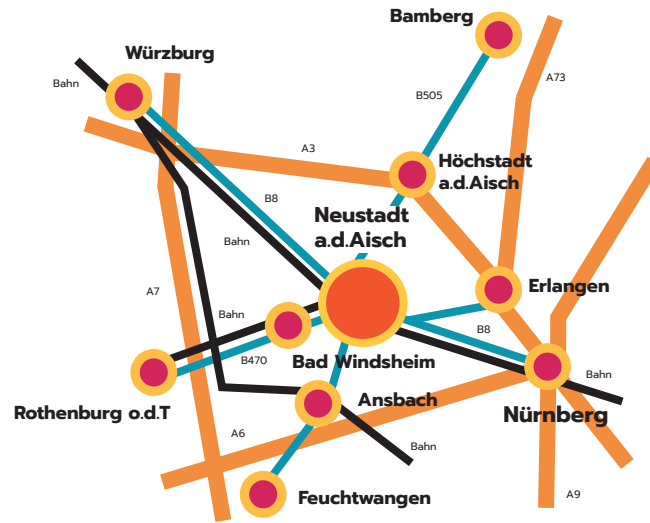 Bamberg
Würzburg
Bahn
A73
B505
A3
Höchstadt
a.d.Aisch
B8
Neustadt
a.d.Aisch
Bahn
A7
Erlangen
Bahn
B8
B470
Bad Windsheim
Bahn
Rothenburg o.d.T
Ansbach
Nürnberg
A6
Bahn
Feuchtwangen
A9